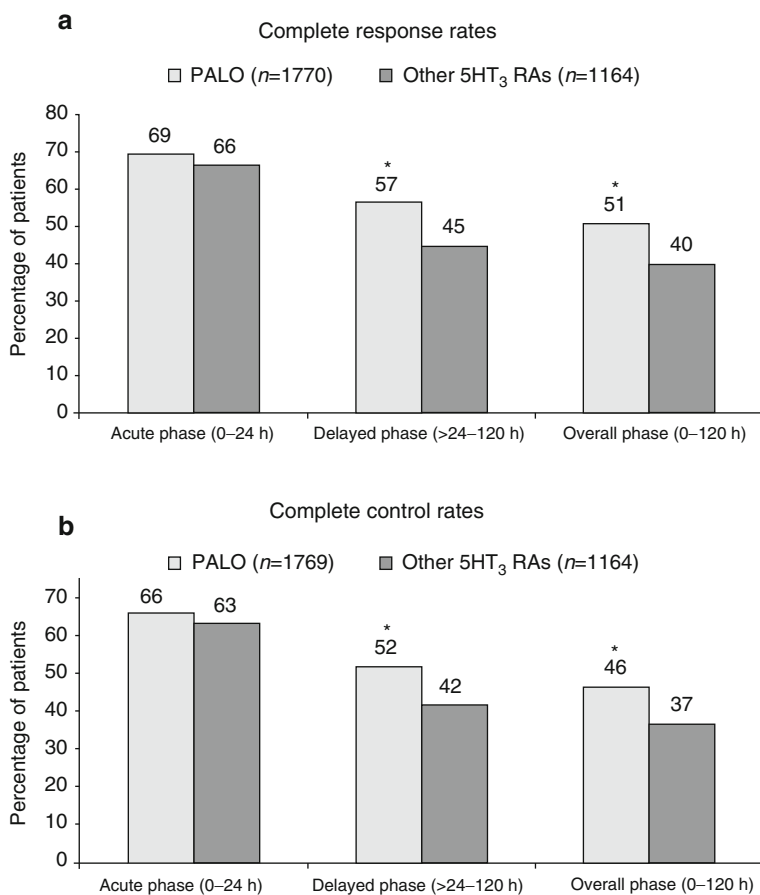 a
Complete response rates
PALO (n=1770) Other 5HT₃ RAs (n=1164)
Percentage of patients
80
70
60
50
40
30
20
10
0
69 66
* 57 45
* 51 40
Acute phase (0–24 h) Delayed phase (>24–120 h) Overall phase (0–120 h)
b
Complete control rates
PALO (n=1769) Other 5HT₃ RAs (n=1164)
Percentage of patients
70
60
50
40
30
20
10
0
66 63
* 52 42
* 46 37
Acute phase (0–24 h) Delayed phase (>24–120 h) Overall phase (0–120 h)